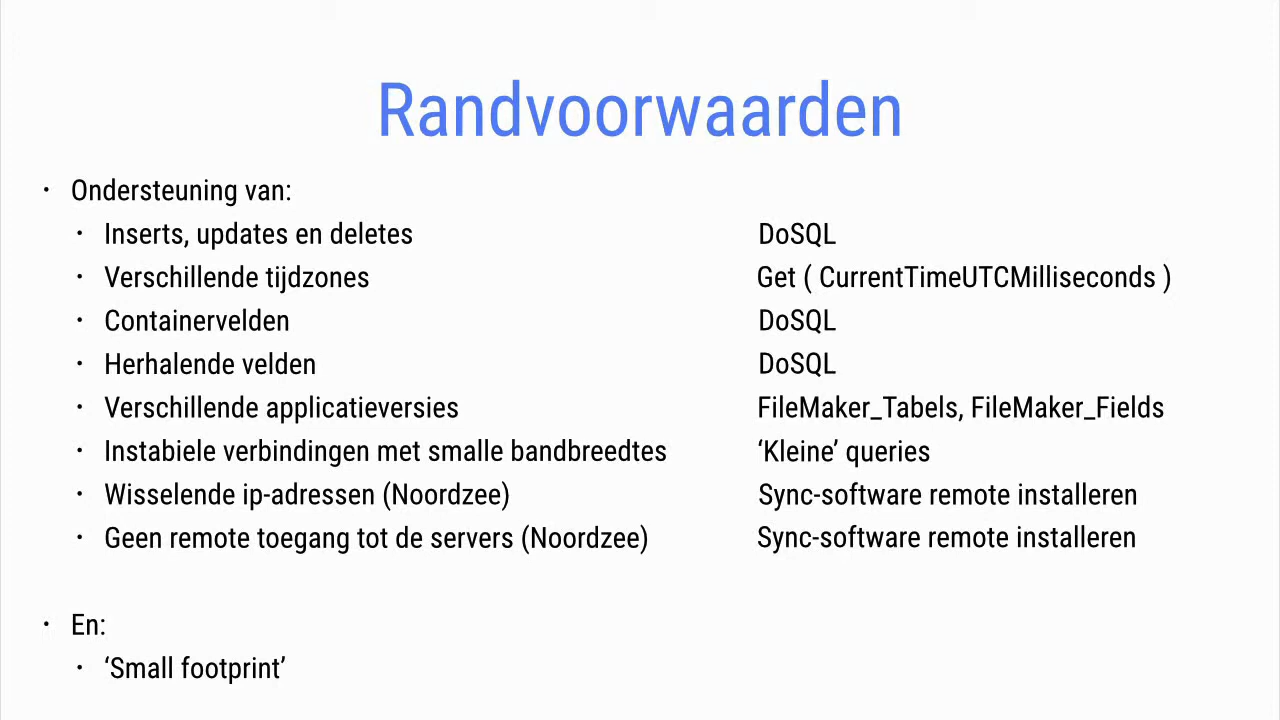 Randvoorwaarden
• Ondersteuning van:
• Inserts, updates en deletes DoSQL
• Verschillende tijdzones Get ( CurrentTimeUTCMilliseconds )
• Containervelden DoSQL
• Herhalende velden DoSQL
• Verschillende applicatieversies FileMaker_Tabels, FileMaker_Fields
• Instabiele verbindingen met smalle bandbreedtes ‘Kleine’ queries
• Wisselende ip-adressen (Noordzee) Sync-software remote installeren
• Geen remote toegang tot de servers (Noordzee) Sync-software remote installeren
• En:
• ‘Small footprint’